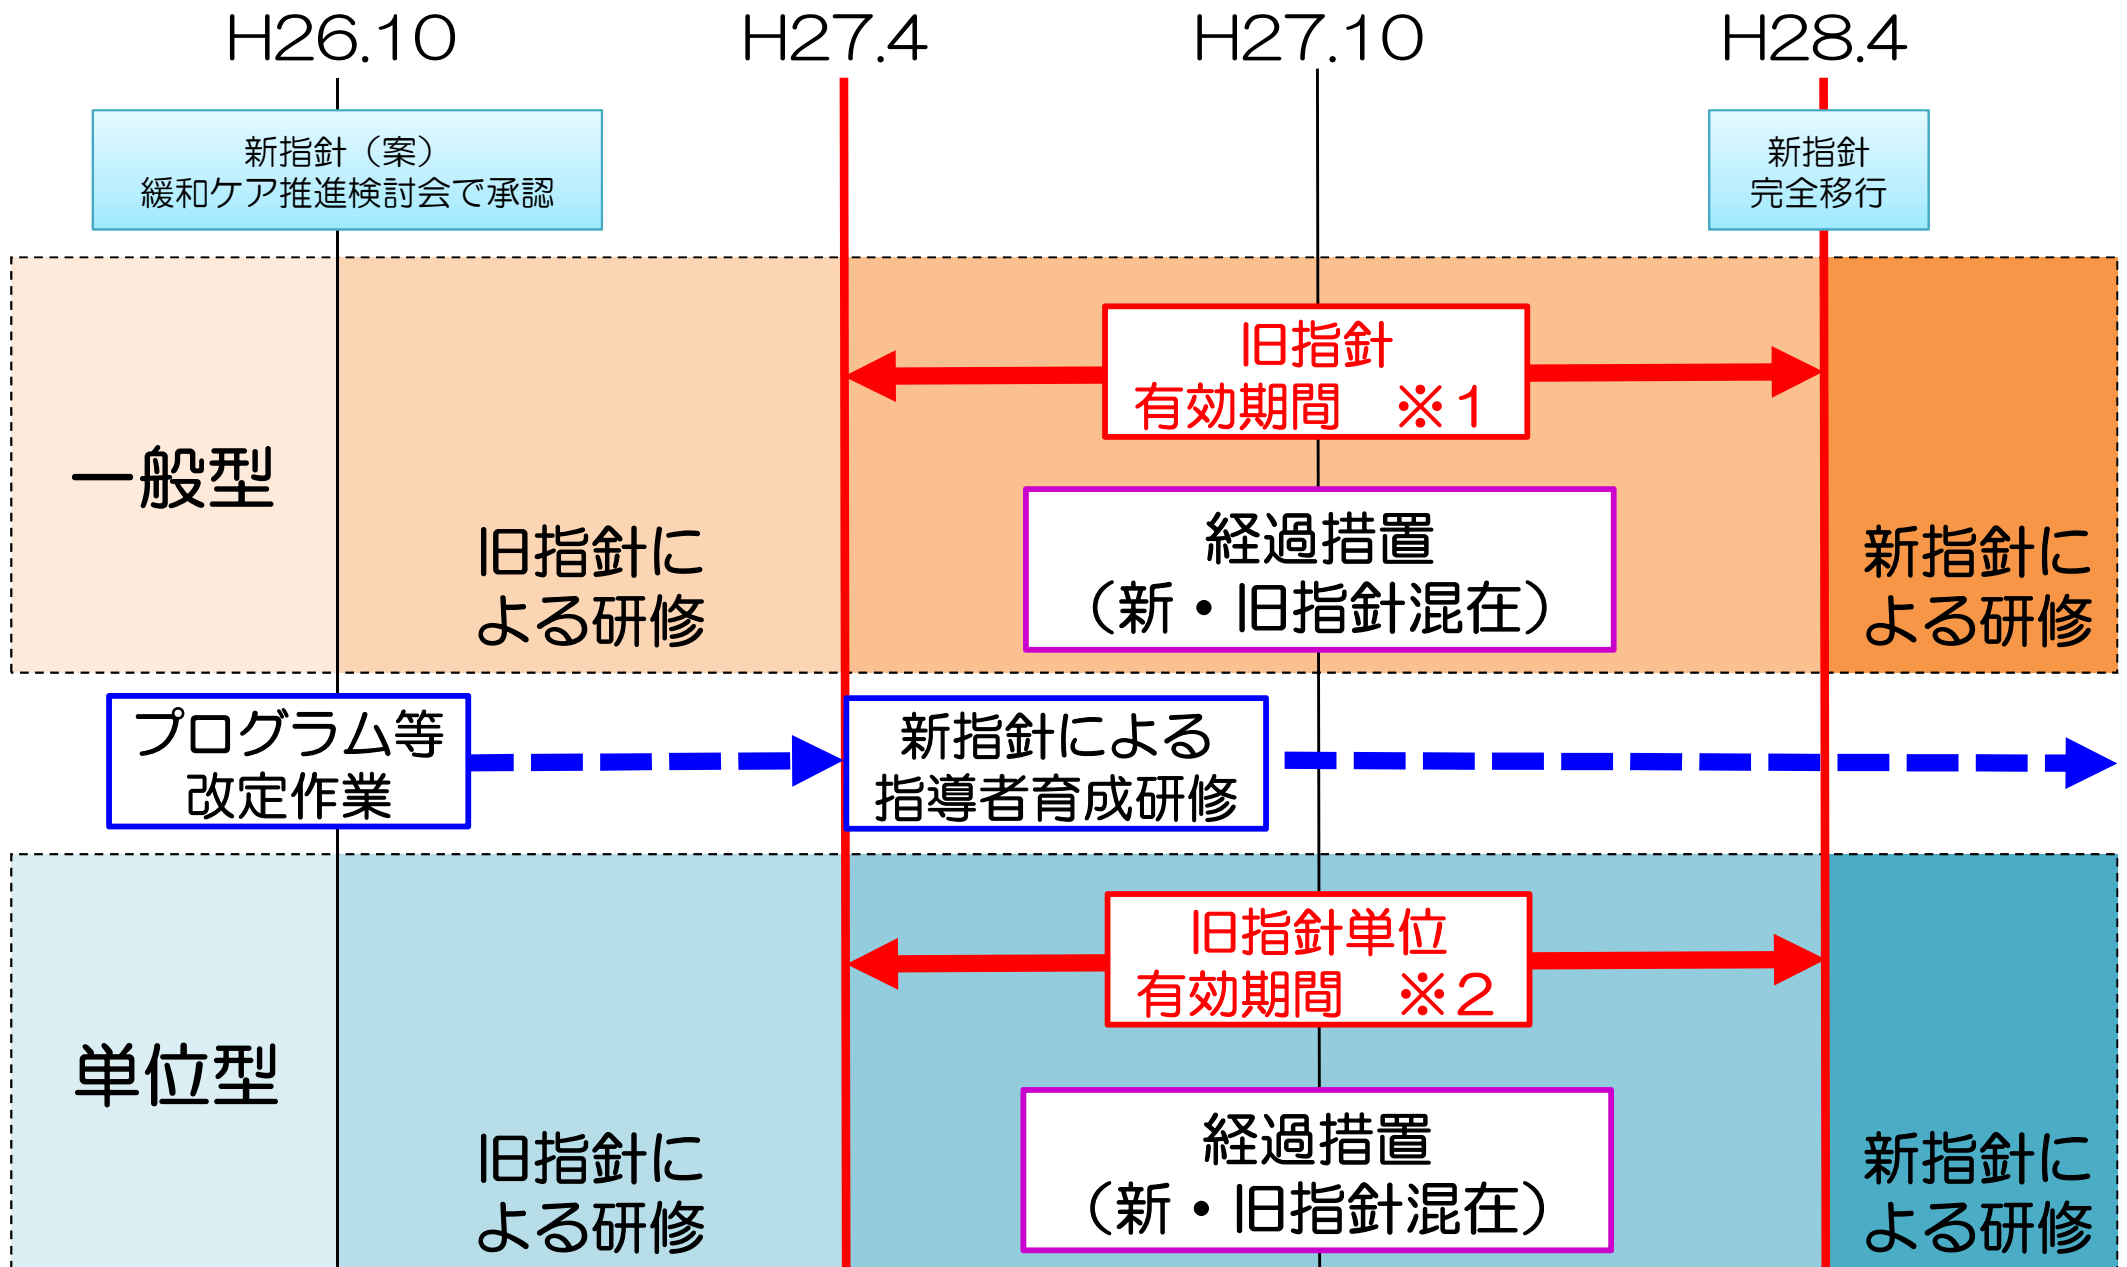 H26.10
H27.4
H27.10
H28.4
新指針（案）
緩和ケア推進検討会で承認
新指針
完全移行
旧指針
有効期間　※１
一般型
経過措置
（新・旧指針混在）
旧指針に
よる研修
新指針に
よる研修
プログラム等
改定作業
新指針による
指導者育成研修
旧指針単位
有効期間　※２
単位型
経過措置
（新・旧指針混在）
旧指針に
よる研修
新指針に
よる研修